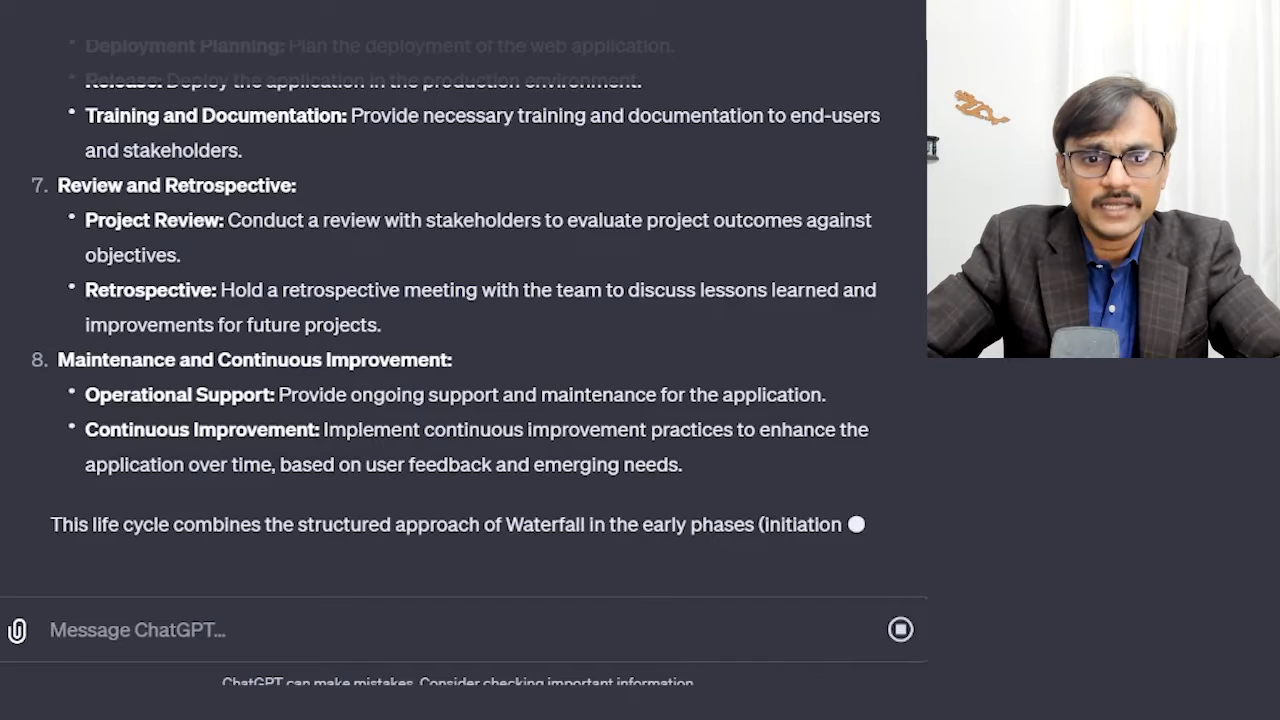 • Deployment Planning: Plan the deployment of the web application.
• Release: Deploy the application in the production environment.
• Training and Documentation: Provide necessary training and documentation to end-users
and stakeholders.
7. Review and Retrospective:
• Project Review: Conduct a review with stakeholders to evaluate project outcomes against
objectives.
• Retrospective: Hold a retrospective meeting with the team to discuss lessons learned and
improvements for future projects.
8. Maintenance and Continuous Improvement:
• Operational Support: Provide ongoing support and maintenance for the application.
• Continuous Improvement: Implement continuous improvement practices to enhance the
application over time, based on user feedback and emerging needs.
This life cycle combines the structured approach of Waterfall in the early phases (initiation
Message ChatGPT...
ChatGPT can make mistakes. Consider checking important information.